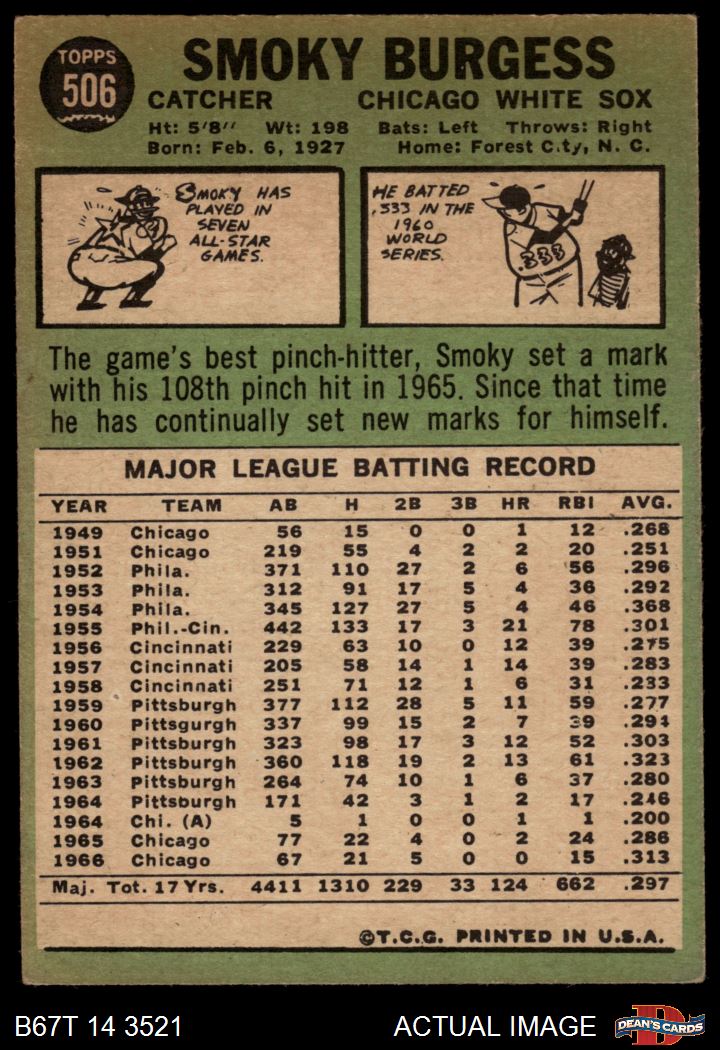 TOPPS
506
SMOKY BURGESS
CATCHER CHICAGO WHITE SOX
Ht: 5'8" Wt: 198 Bats: Left Throws: Right
Born: Feb. 6, 1927 Home: Forest City, N. C.
SMOKY HAS
PLAYED IN
SEVEN
ALL-STAR
GAMES.
HE BATTED
.333 IN THE
1960
WORLD
SERIES.
.333
The game's best pinch-hitter, Smoky set a mark
with his 108th pinch hit in 1965. Since that time
he has continually set new marks for himself.
MAJOR LEAGUE BATTING RECORD
YEAR TEAM AB H 2B 3B HR RBI AVG.
1949 Chicago 56 15 0 0 1 12 .268
1951 Chicago 219 55 4 2 2 20 .251
1952 Phila. 371 110 27 2 6 56 .296
1953 Phila. 312 91 17 5 4 36 .292
1954 Phila. 345 127 27 5 4 46 .368
1955 Phil.-Cin. 442 133 17 3 21 78 .301
1956 Cincinnati 229 63 10 0 12 39 .275
1957 Cincinnati 205 58 14 1 14 39 .283
1958 Cincinnati 251 71 12 1 6 31 .233
1959 Pittsburgh 377 112 28 5 11 59 .277
1960 Pittsgurgh 337 99 15 2 7 39 .294
1961 Pittsburgh 323 98 17 3 12 52 .303
1962 Pittsburgh 360 118 19 2 13 61 .323
1963 Pittsburgh 264 74 10 1 6 37 .280
1964 Pittsburgh 171 42 3 1 2 17 .246
1964 Chi. (A) 5 1 0 0 1 1 .200
1965 Chicago 77 22 4 0 2 24 .286
1966 Chicago 67 21 5 0 0 15 .313
Maj. Tot. 17 Yrs. 4411 1310 229 33 124 662 .297
©T.C.G. PRINTED IN U.S.A.
B67T 14 3521 ACTUAL IMAGE
DEAN'S CARDS